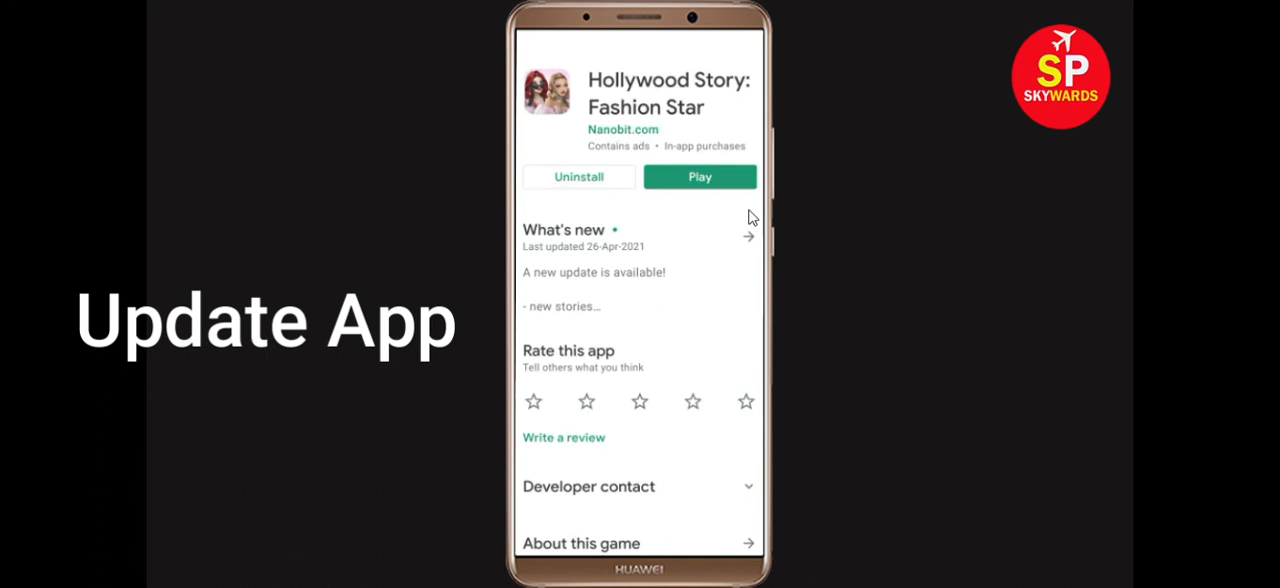 SP
SKYWARDS
Update App
Hollywood Story:
Fashion Star
Nanobit.com
Contains ads • In-app purchases
Uninstall
Play
What's new •
Last updated 26-Apr-2021
A new update is available!
- new stories...
Rate this app
Tell others what you think
Write a review
Developer contact
About this game
HUAWEI